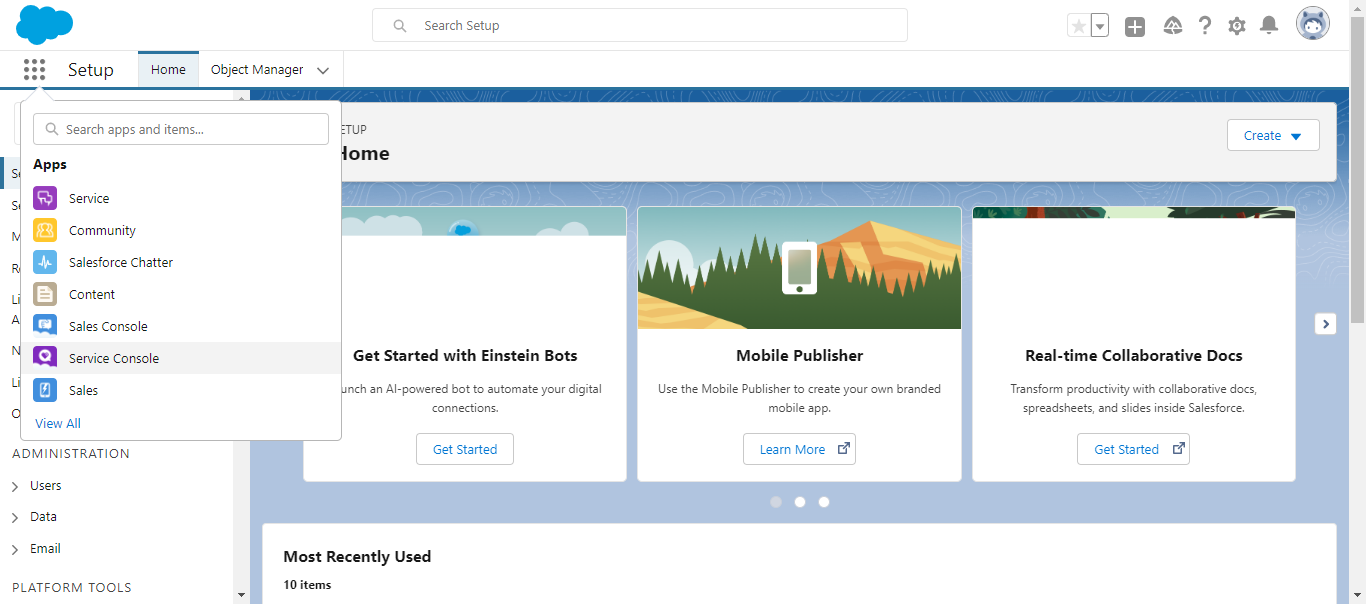 Search Setup
Setup
Home
Object Manager
Search apps and items...
Apps
Service
Community
Salesforce Chatter
Content
Sales Console
Service Console
Sales
View All
ADMINISTRATION
Users
Data
Email
PLATFORM TOOLS
ETUP
Home
Create
Get Started with Einstein Bots
unch an AI-powered bot to automate your digital
connections.
Get Started
Mobile Publisher
Use the Mobile Publisher to create your own branded
mobile app.
Learn More
Real-time Collaborative Docs
Transform productivity with collaborative docs,
spreadsheets, and slides inside Salesforce.
Get Started
Most Recently Used
10 items